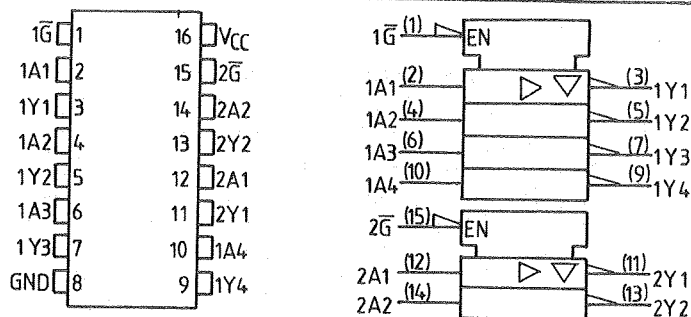 1G̅ 1 16 VCC
1A1 2 15 2G̅
1Y1 3 14 2A2
1A2 4 13 2Y2
1Y2 5 12 2A1
1A3 6 11 2Y1
1Y3 7 10 1A4
GND 8 9 1Y4
1G̅ (1) EN
1A1 (2) (3) 1Y1
1A2 (4) (5) 1Y2
1A3 (6) (7) 1Y3
1A4 (10) (9) 1Y4
2G̅ (15) EN
2A1 (12) (11) 2Y1
2A2 (14) (13) 2Y2